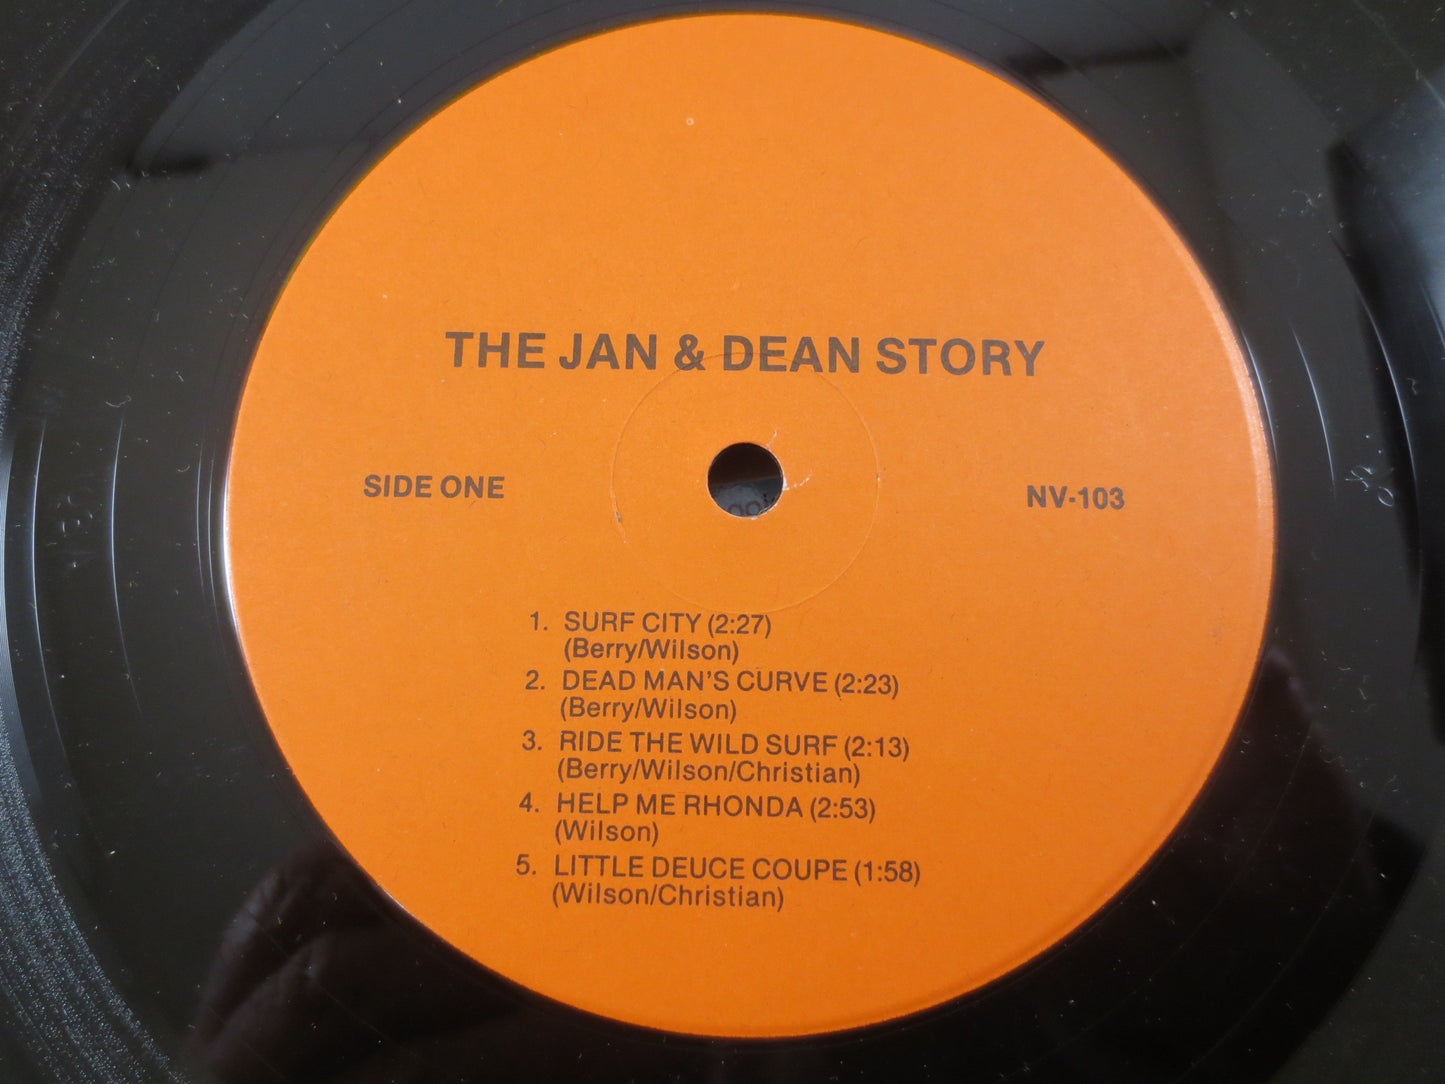 THE JAN & DEAN STORY
SIDE ONE
NV-103
1. SURF CITY (2:27)
(Berry/Wilson)
2. DEAD MAN'S CURVE (2:23)
(Berry/Wilson)
3. RIDE THE WILD SURF (2:13)
(Berry/Wilson/Christian)
4. HELP ME RHONDA (2:53)
(Wilson)
5. LITTLE DEUCE COUPE (1:58)
(Wilson/Christian)